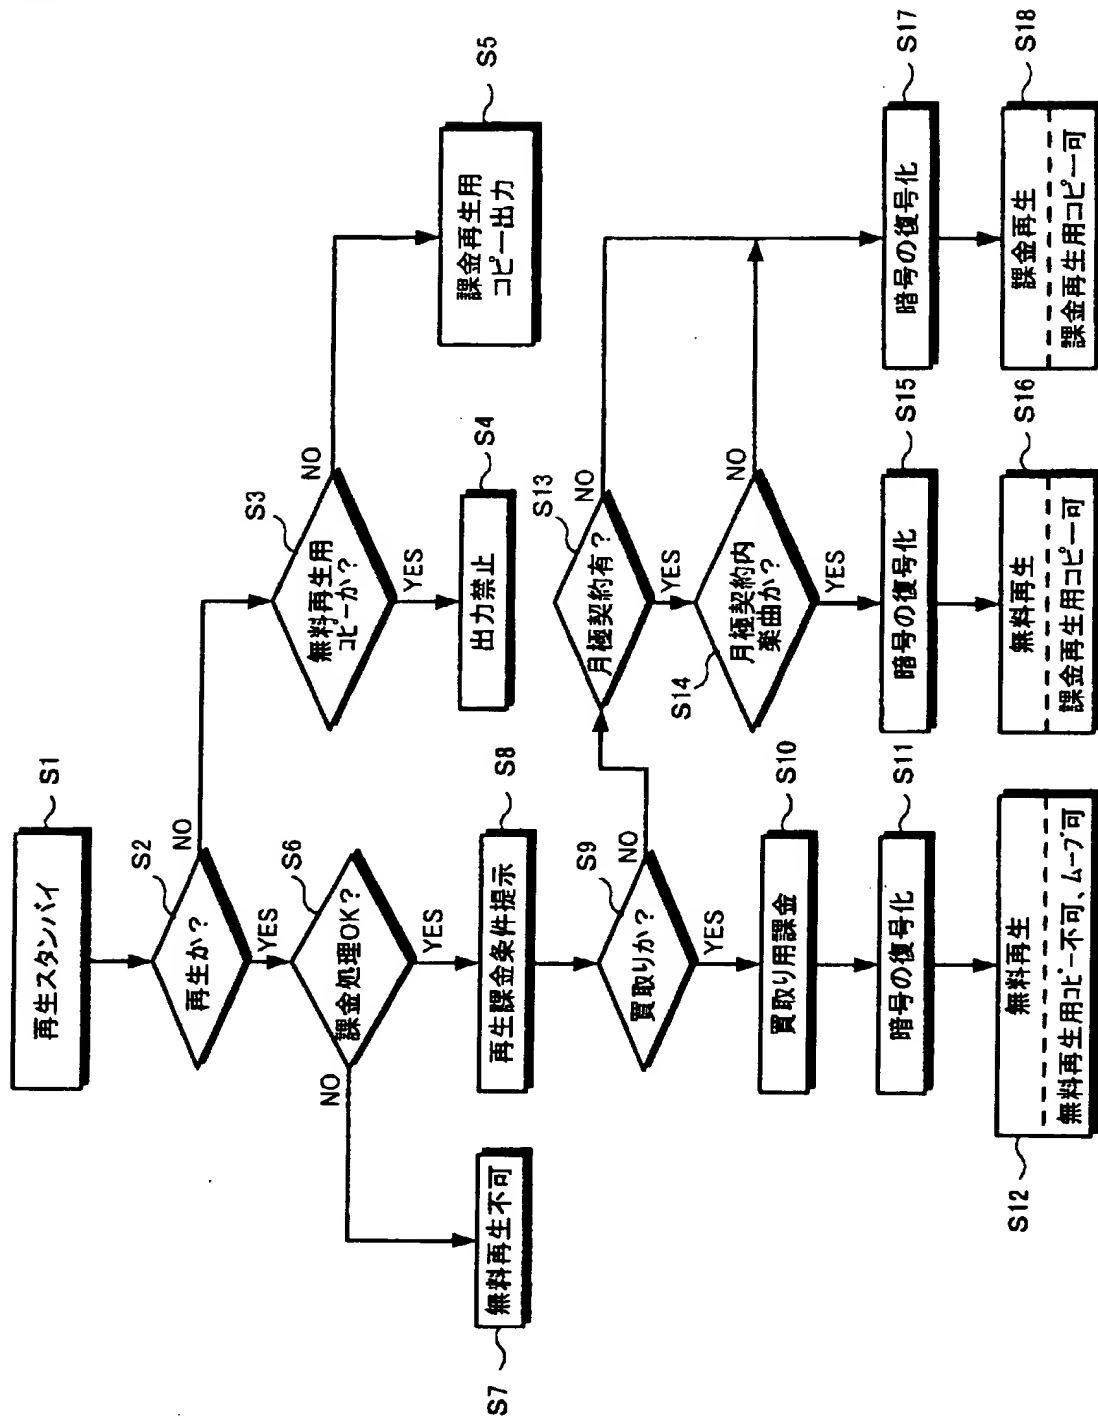 再生スタンバイ
S1
再生か?
S2
NO
YES
無料再生用
コピーか?
S3
NO
YES
出力禁止
S4
課金再生用
コピー出力
S5
課金処理OK?
S6
NO
YES
無料再生不可
S7
再生課金条件提示
S8
買取りか?
S9
NO
YES
買取り用課金
S10
暗号の復号化
S11
無料再生
無料再生用コピー不可、ムーブ可
S12
月極契約有?
S13
NO
YES
月極契約内
楽曲か?
S14
NO
YES
暗号の復号化
S15
無料再生
課金再生用コピー可
S16
暗号の復号化
S17
課金再生
課金再生用コピー可
S18